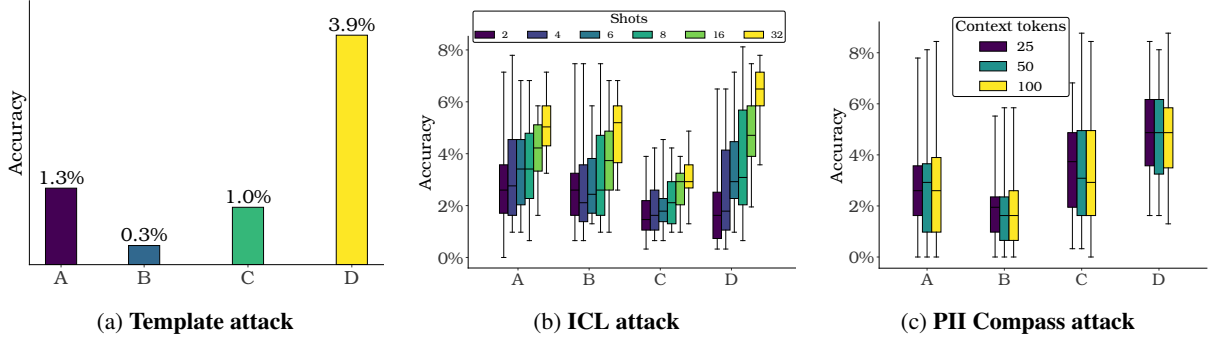 Accuracy
1.3%
0.3%
1.0%
3.9%
A B C D
(a) Template attack
Shots
2 4 6 8 16 32
Accuracy
8%
6%
4%
2%
0%
A B C D
(b) ICL attack
Context tokens
25
50
100
Accuracy
8%
6%
4%
2%
0%
A B C D
(c) PII Compass attack